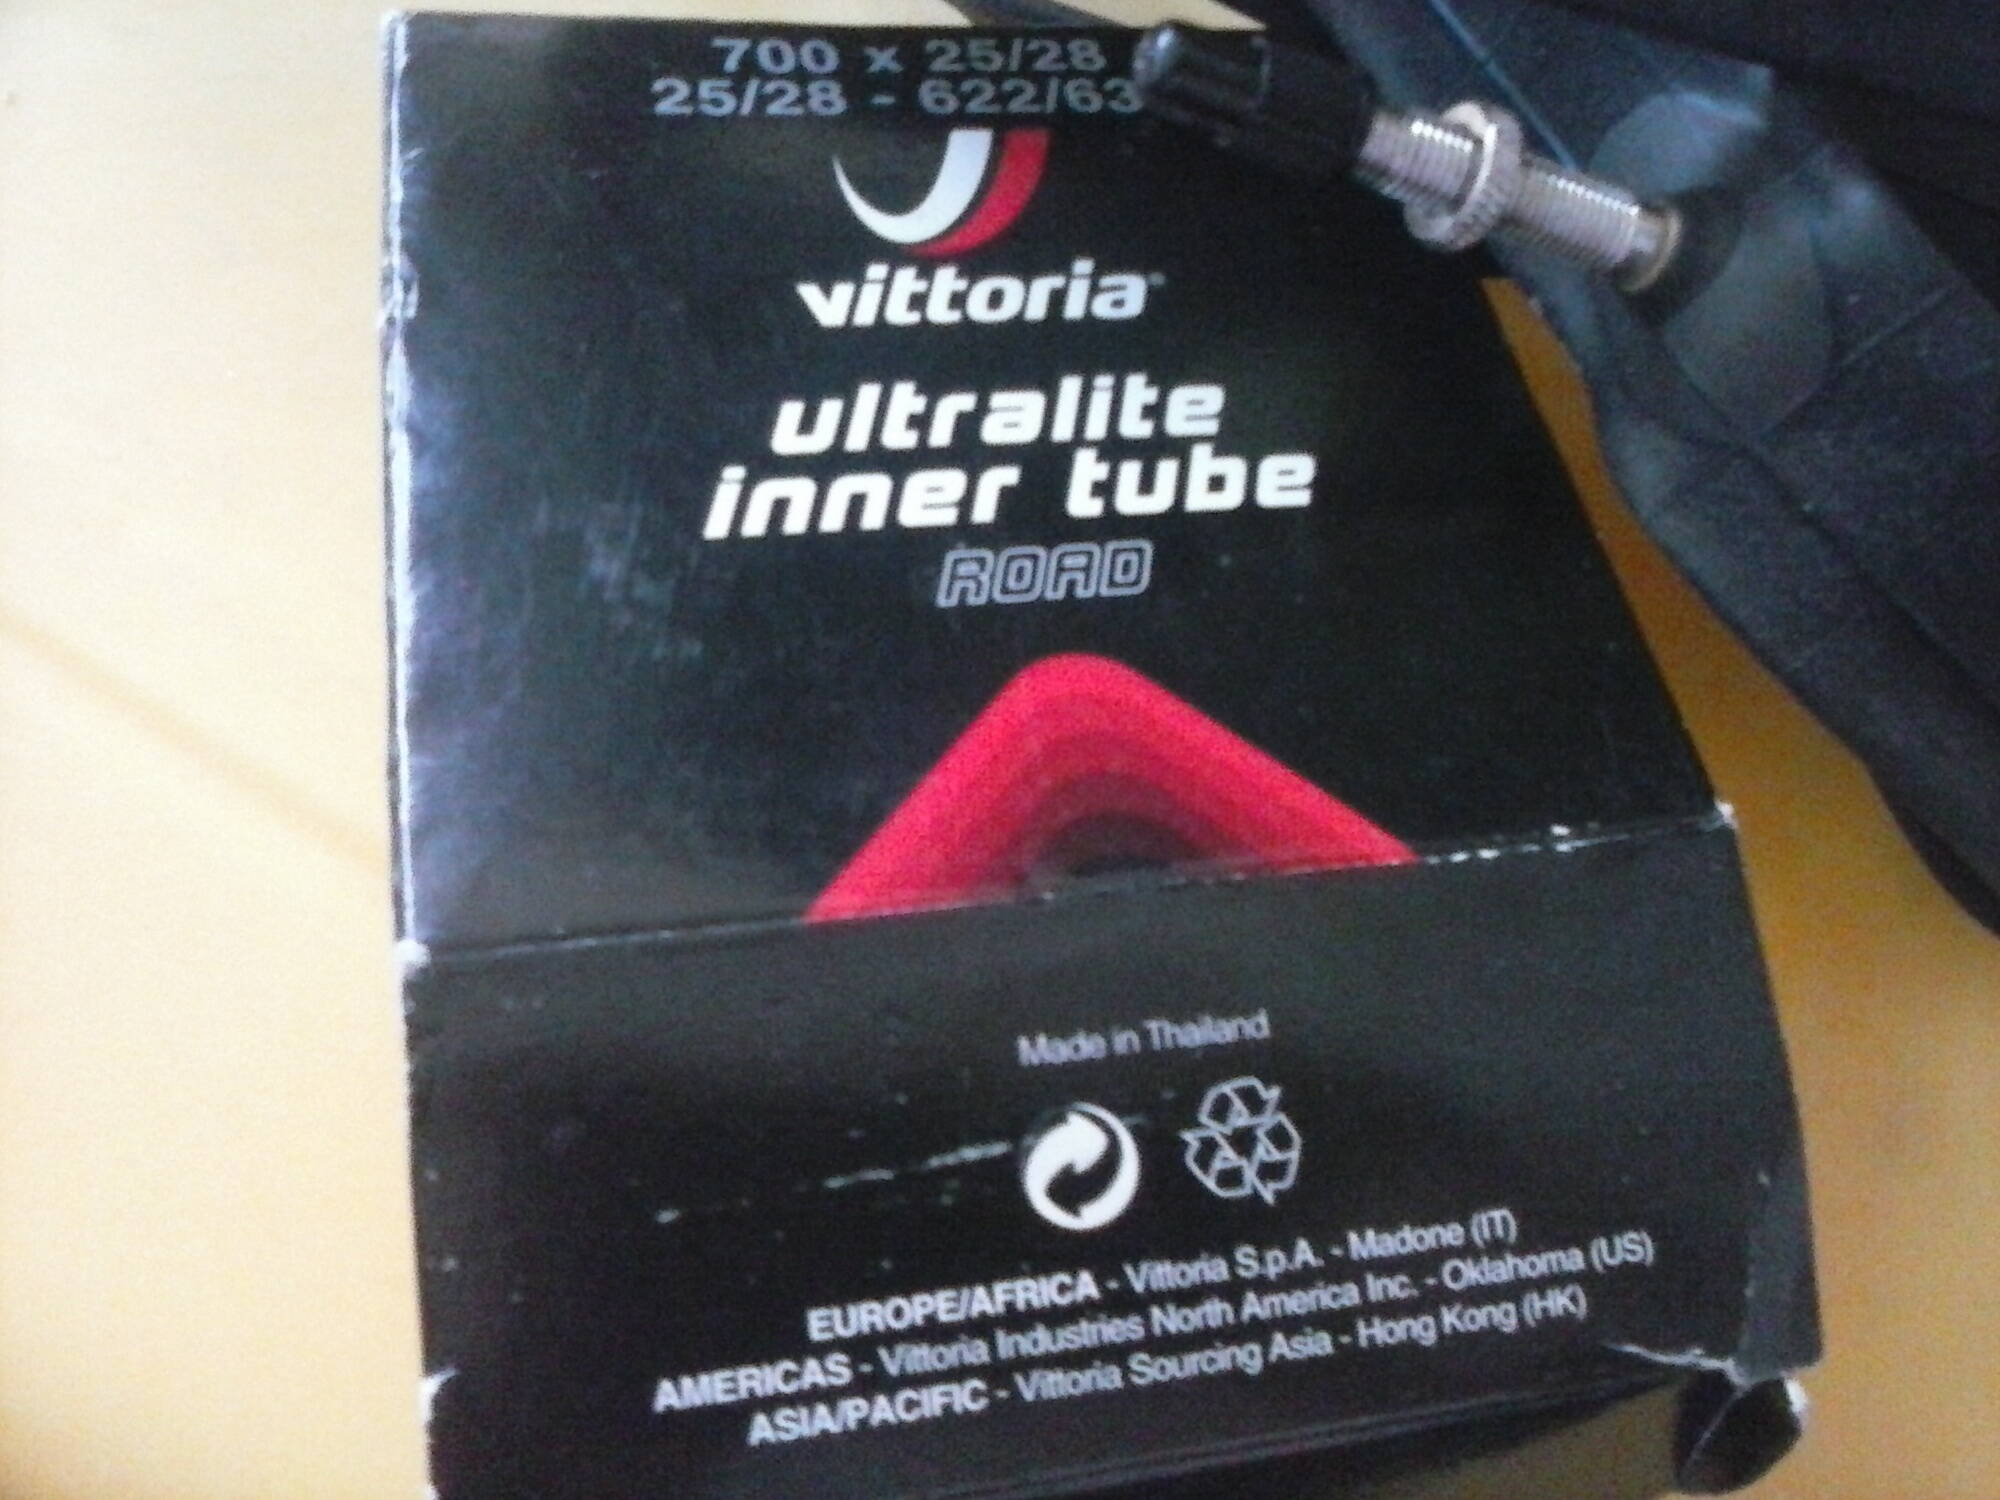 700 x 25/28
25/28 - 622/63
vittoria
ultralite
inner tube
ROAD
Made in Thailand
EUROPE/AFRICA - Vittoria S.p.A. - Madone (IT)
AMERICAS - Vittoria Industries North America Inc. - Oklahoma (US)
ASIA/PACIFIC - Vittoria Sourcing Asia - Hong Kong (HK)